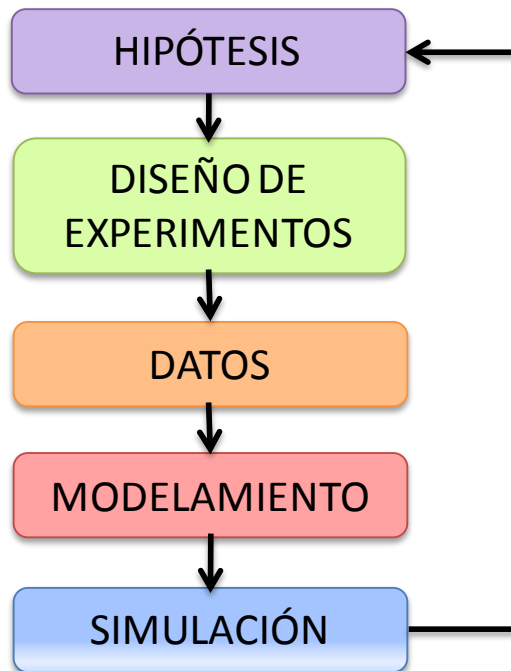 HIPÓTESIS
DISEÑO DE
EXPERIMENTOS
DATOS
MODELAMIENTO
SIMULACIÓN